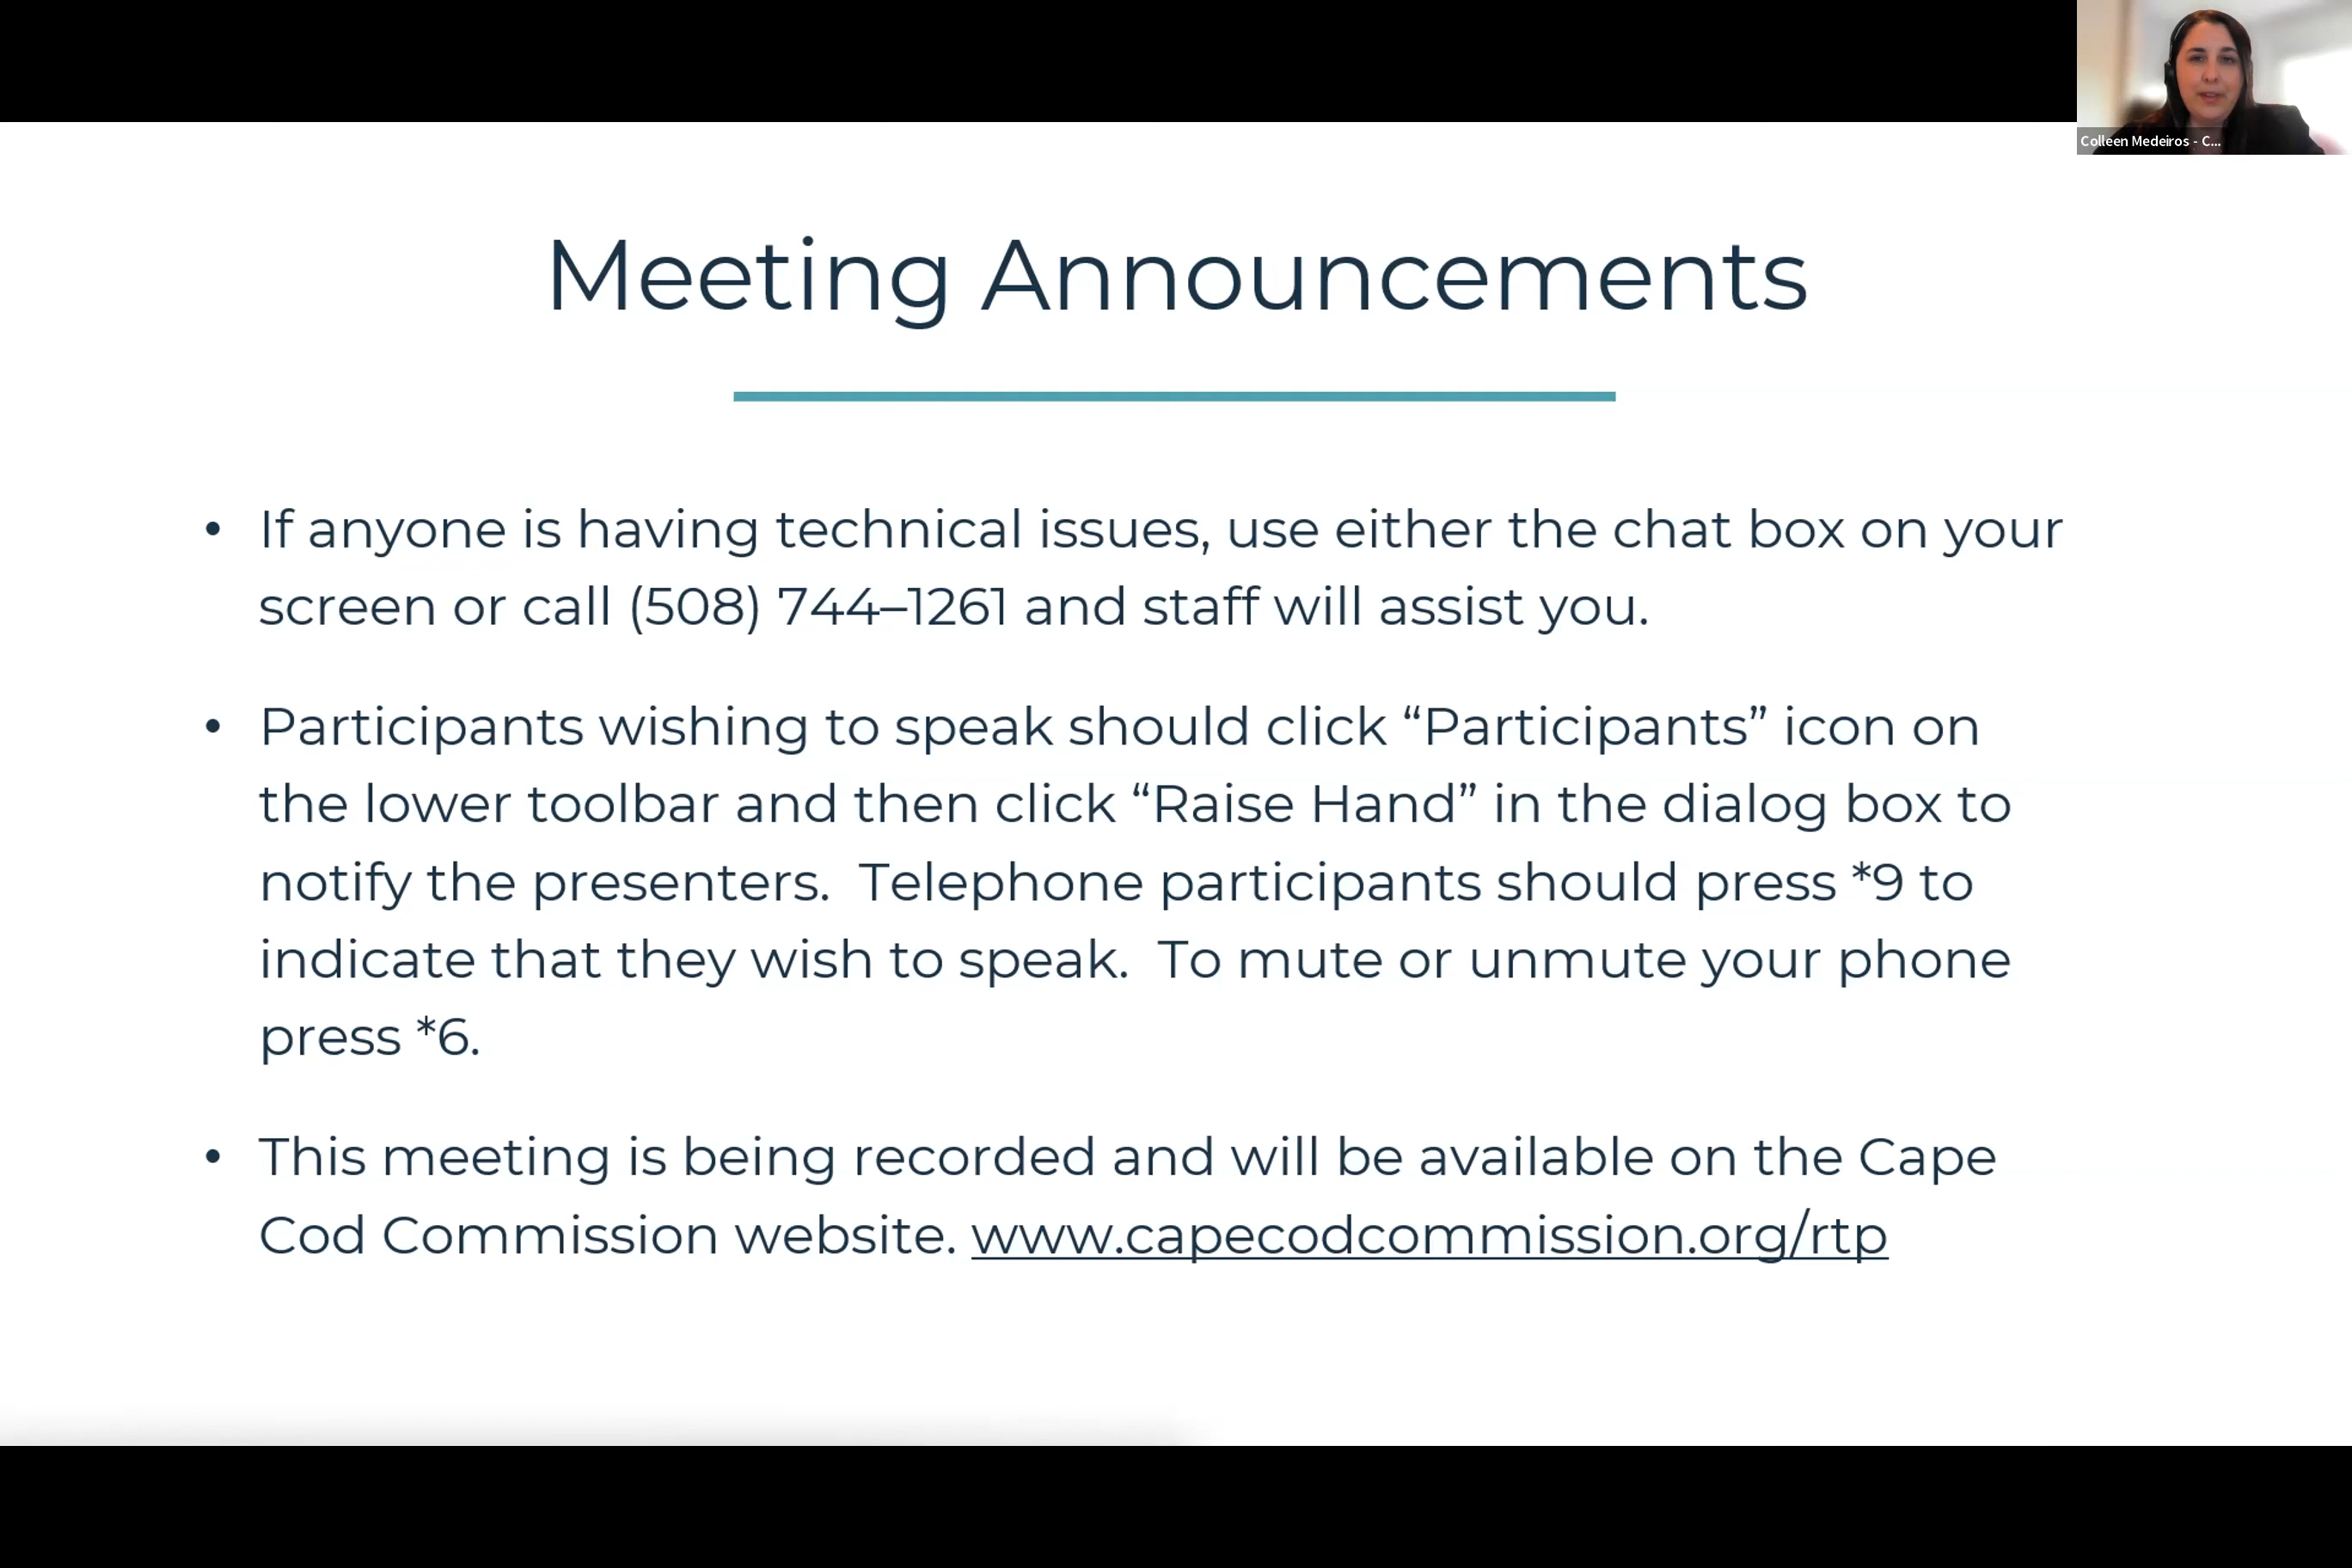 Colleen Medeiros - C...
Meeting Announcements
• If anyone is having technical issues, use either the chat box on your
screen or call (508) 744–1261 and staff will assist you.
• Participants wishing to speak should click “Participants” icon on
the lower toolbar and then click “Raise Hand” in the dialog box to
notify the presenters.  Telephone participants should press *9 to
indicate that they wish to speak.  To mute or unmute your phone
press *6.
• This meeting is being recorded and will be available on the Cape
Cod Commission website. www.capecodcommission.org/rtp